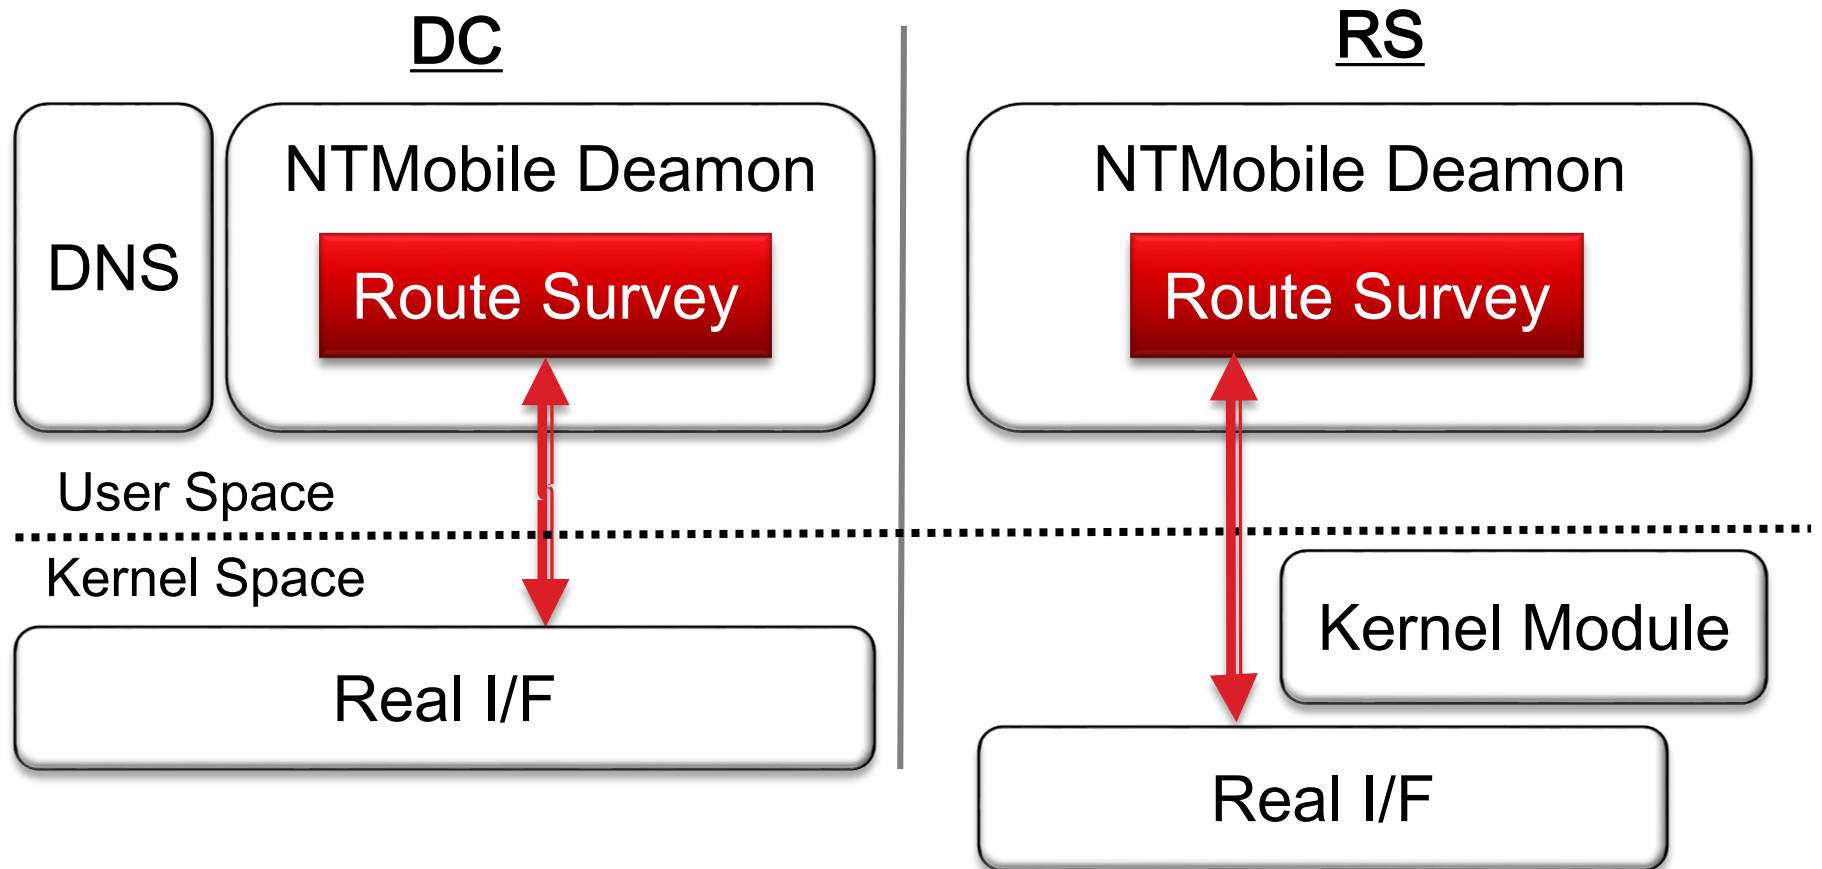 DC
RS
DNS
NTMobile Deamon
Route Survey
NTMobile Deamon
Route Survey
User Space
Kernel Space
Real I/F
Kernel Module
Real I/F